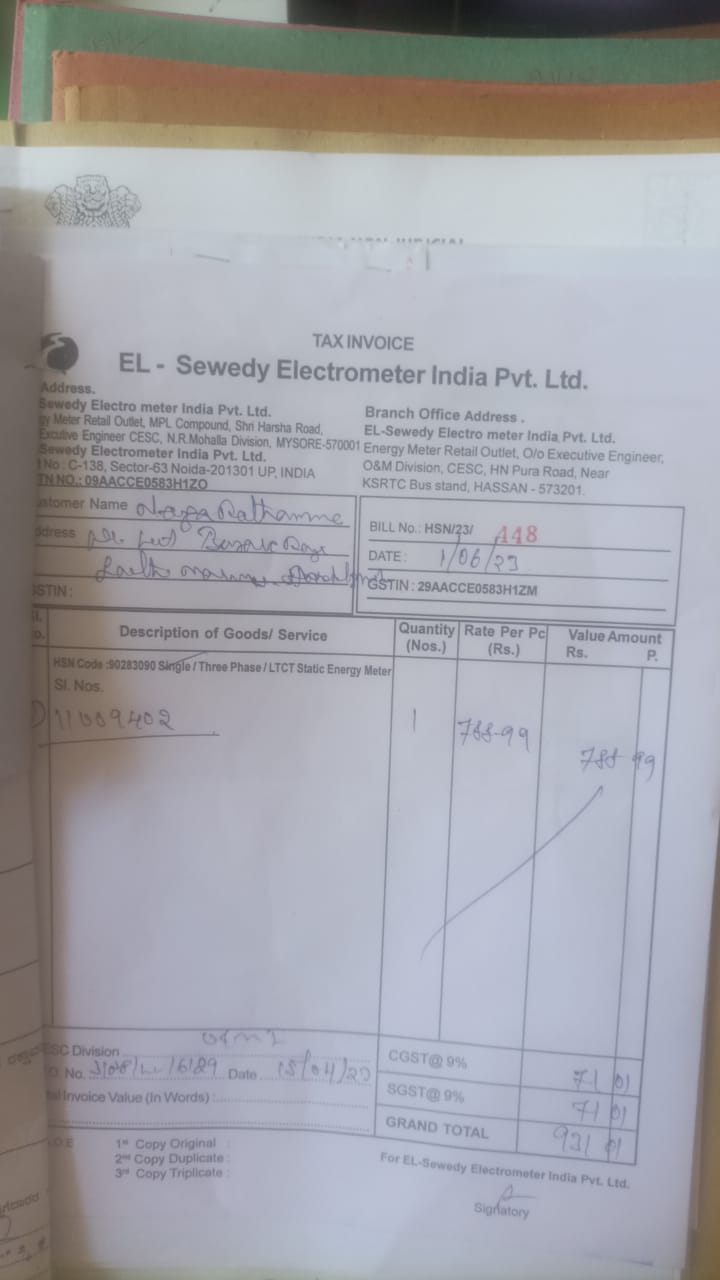 TAX INVOICE
EL - Sewedy Electrometer India Pvt. Ltd.
Address.
Sewedy Electro meter India Pvt. Ltd.
gy Meter Retail Outlet, MPL Compound, Shri Harsha Road,
Excutive Engineer CESC, N.R.Mohalla Division, MYSORE-570001
Sewedy Electrometer India Pvt. Ltd.
No : C-138, Sector-63 Noida-201301 UP, INDIA
TN NO.: 09AACCE0583H1ZO
Branch Office Address .
EL-Sewedy Electro meter India Pvt. Ltd.
Energy Meter Retail Outlet, O/o Executive Engineer,
O&M Division, CESC, HN Pura Road, Near
KSRTC Bus stand, HASSAN - 573201.
ustomer Name
ddress
GSTIN:
BILL No.: HSN/23/ 448
DATE : 1/06/23
GSTIN : 29AACCE0583H1ZM
Description of Goods/ Service Quantity (Nos.) Rate Per Pc (Rs.) Value Amount Rs. P.
HSN Code :90283090 Single / Three Phase / LTCT Static Energy Meter
Sl. Nos.
11009402 1 788-99 788 99
ESC Division
No. Date 15/04/23
al Invoice Value (In Words) :
CGST@ 9% 71 01
SGST@ 9% 71 01
GRAND TOTAL 931 01
1st Copy Original :
2nd Copy Duplicate :
3rd Copy Triplicate :
For EL-Sewedy Electrometer India Pvt. Ltd.
Signatory